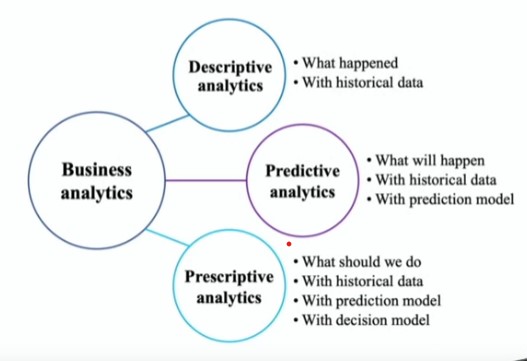 Business
analytics
Descriptive
analytics
• What happened
• With historical data
Predictive
analytics
• What will happen
• With historical data
• With prediction model
Prescriptive
analytics
• What should we do
• With historical data
• With prediction model
• With decision model